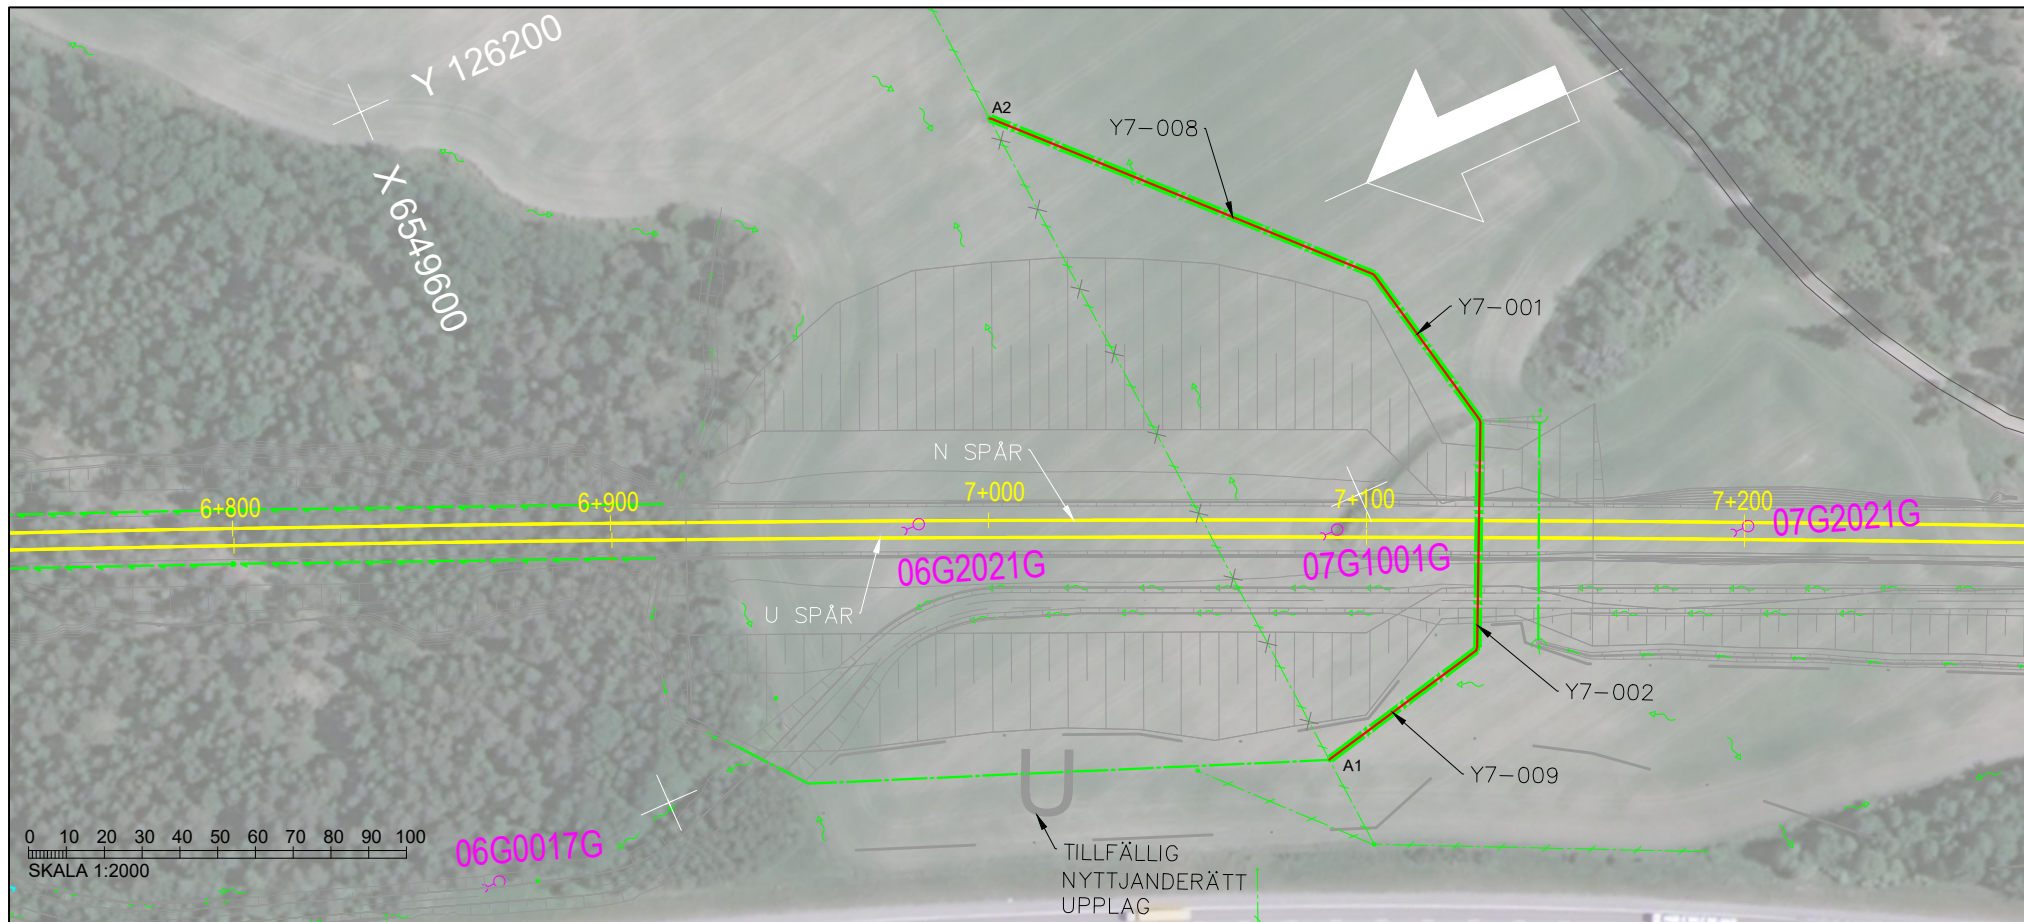 Y 126200
X 6549600
A2
Y7-008
Y7-001
N SPÅR
6+800
6+900
7+000
7+100
7+200
07G2021G
06G2021G
07G1001G
U SPÅR
Y7-002
A1
Y7-009
U
0 10 20 30 40 50 60 70 80 90 100
SKALA 1:2000
06G0017G
TILLFÄLLIG
NYTTJANDERÄTT
UPPLAG